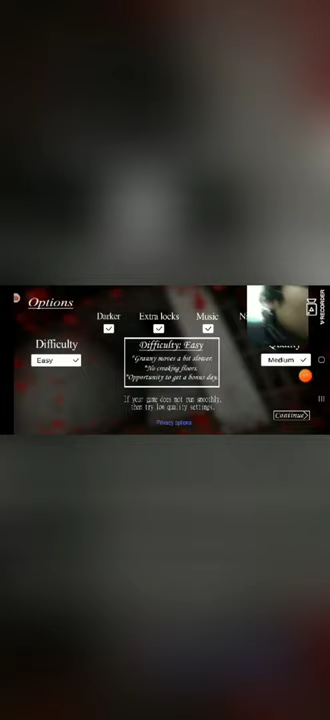 Options
Darker
Extra locks
Music
Difficulty
Easy
Difficulty: Easy
*Granny moves a bit slower.
*No creaking floors.
*Opportunity to get a bonus day.
Medium
If your game does not run smoothly,
then try low quality settings.
Privacy options
Continue
V RECORDER